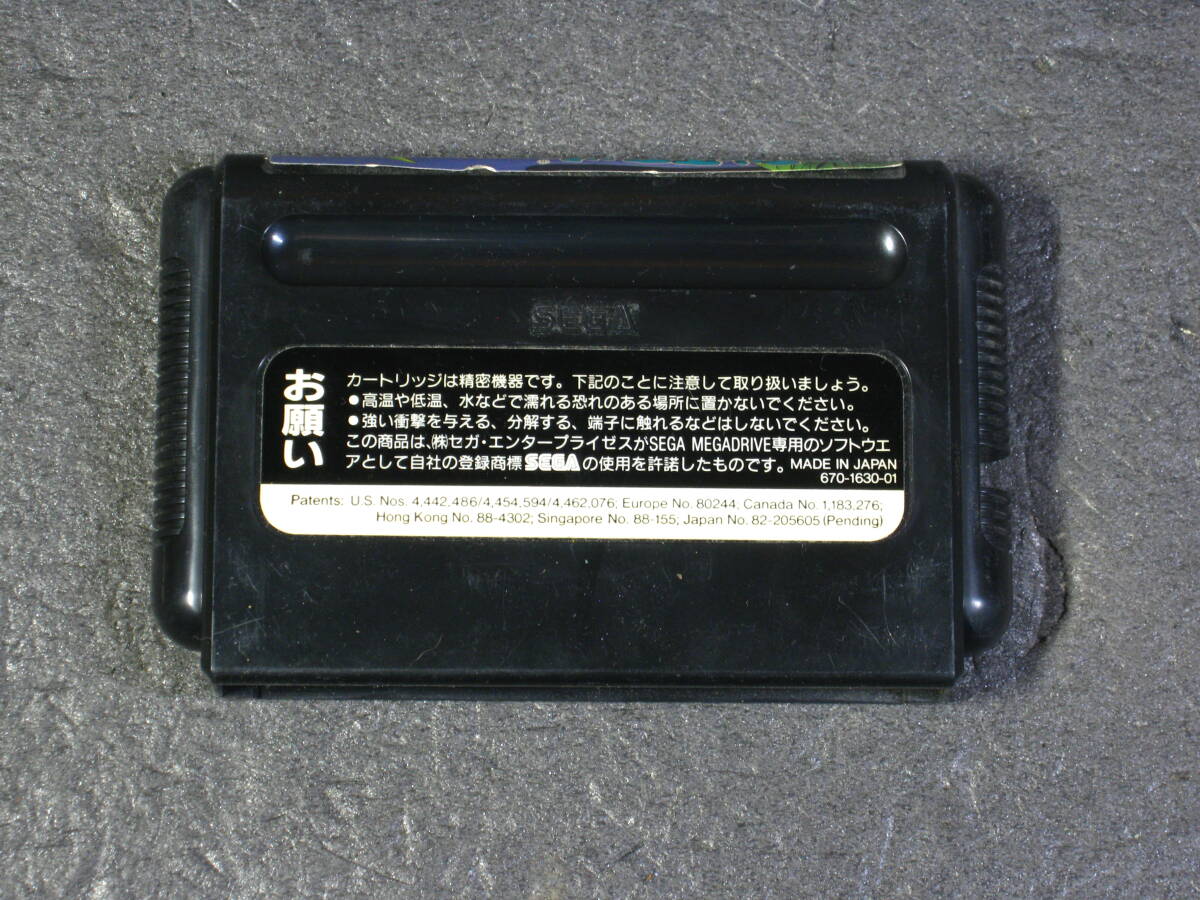 SEGA
お願い
カートリッジは精密機器です。下記のことに注意して取り扱いましょう。
●高温や低温、水などで濡れる恐れのある場所に置かないでください。
●強い衝撃を与える、分解する、端子に触れるなどはしないでください。
この商品は、㈱セガ・エンタープライゼスがSEGA MEGADRIVE専用のソフトウエ
アとして自社の登録商標SEGAの使用を許諾したものです。MADE IN JAPAN
670-1630-01
Patents: U.S. Nos. 4,442,486/4,454,594/4,462,076; Europe No. 80244; Canada No. 1,183,276;
Hong Kong No. 88-4302; Singapore No. 88-155; Japan No. 82-205605 (Pending)